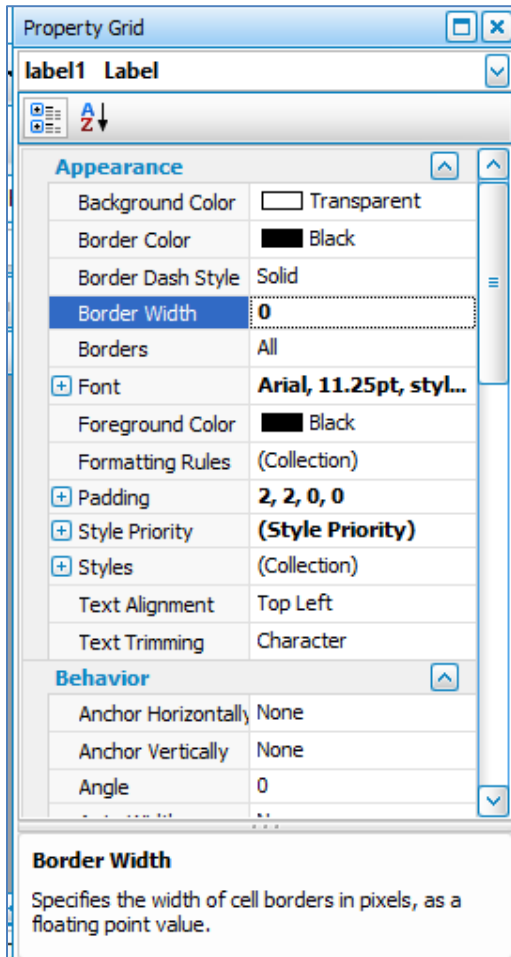 Property Grid
label1 Label
Appearance
Background Color Transparent
Border Color Black
Border Dash Style Solid
Border Width 0
Borders All
Font Arial, 11.25pt, styl...
Foreground Color Black
Formatting Rules (Collection)
Padding 2, 2, 0, 0
Style Priority (Style Priority)
Styles (Collection)
Text Alignment Top Left
Text Trimming Character
Behavior
Anchor Horizontally None
Anchor Vertically None
Angle 0
Border Width
Specifies the width of cell borders in pixels, as a
floating point value.